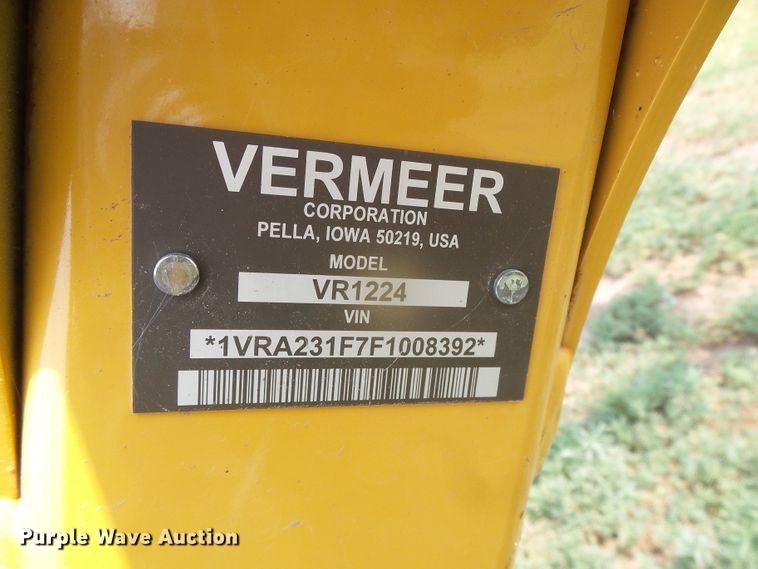 VERMEER
CORPORATION
PELLA, IOWA 50219, USA
MODEL
VR1224
VIN
*1VRA231F7F1008392*
Purple Wave Auction